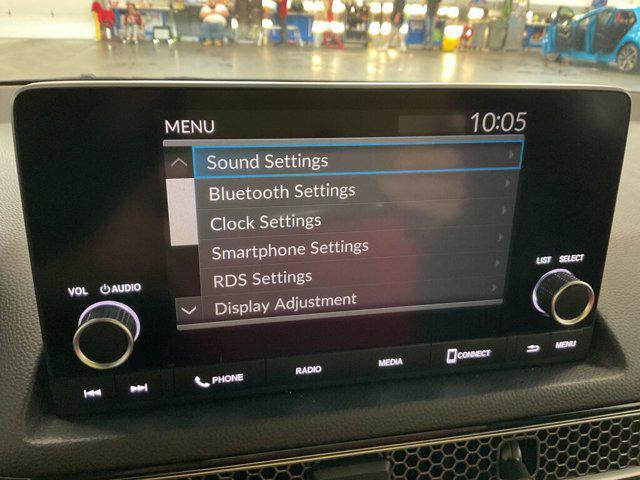 MENU 10:05
Sound Settings
Bluetooth Settings
Clock Settings
Smartphone Settings
RDS Settings
Display Adjustment
VOL AUDIO
LIST SELECT
PHONE RADIO MEDIA CONNECT MENU